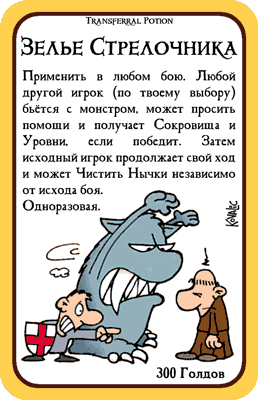 Transferral Potion
Зелье Стрелочника
Применить в любом бою. Любой
другой игрок (по твоему выбору)
бьётся с монстром, может просить
помощи и получает Сокровища и
Уровни, если победит. Затем
исходный игрок продолжает свой ход
и может Чистить Нычки независимо
от исхода боя.
Одноразовая.
300 Голдов